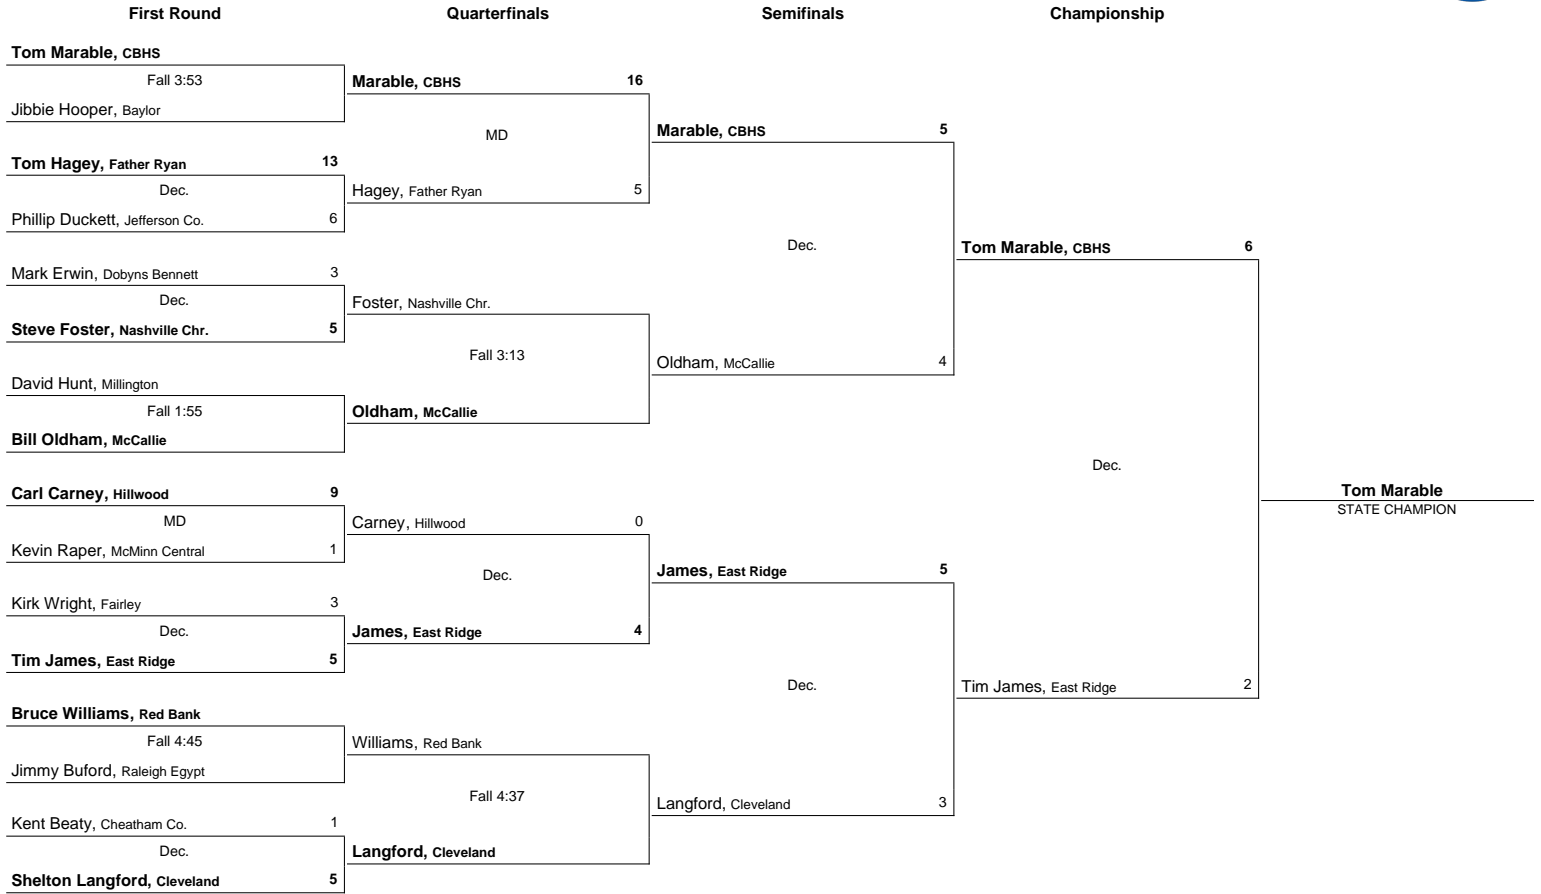 First Round Quarterfinals Semifinals Championship
Tom Marable, CBHS
Fall 3:53
Jibbie Hooper, Baylor
Tom Hagey, Father Ryan 13
Dec.
Phillip Duckett, Jefferson Co. 6
Mark Erwin, Dobyns Bennett 3
Dec.
Steve Foster, Nashville Chr. 5
David Hunt, Millington
Fall 1:55
Bill Oldham, McCallie
Carl Carney, Hillwood 9
MD
Kevin Raper, McMinn Central 1
Kirk Wright, Fairley 3
Dec.
Tim James, East Ridge 5
Bruce Williams, Red Bank
Fall 4:45
Jimmy Buford, Raleigh Egypt
Kent Beaty, Cheatham Co. 1
Dec.
Shelton Langford, Cleveland 5
Marable, CBHS 16
MD
Hagey, Father Ryan 5
Foster, Nashville Chr.
Fall 3:13
Oldham, McCallie
Carney, Hillwood 0
Dec.
James, East Ridge 4
Williams, Red Bank
Fall 4:37
Langford, Cleveland
Marable, CBHS 5
Dec.
Oldham, McCallie 4
James, East Ridge 5
Dec.
Langford, Cleveland 3
Tom Marable, CBHS 6
Dec.
Tim James, East Ridge 2
Tom Marable
STATE CHAMPION